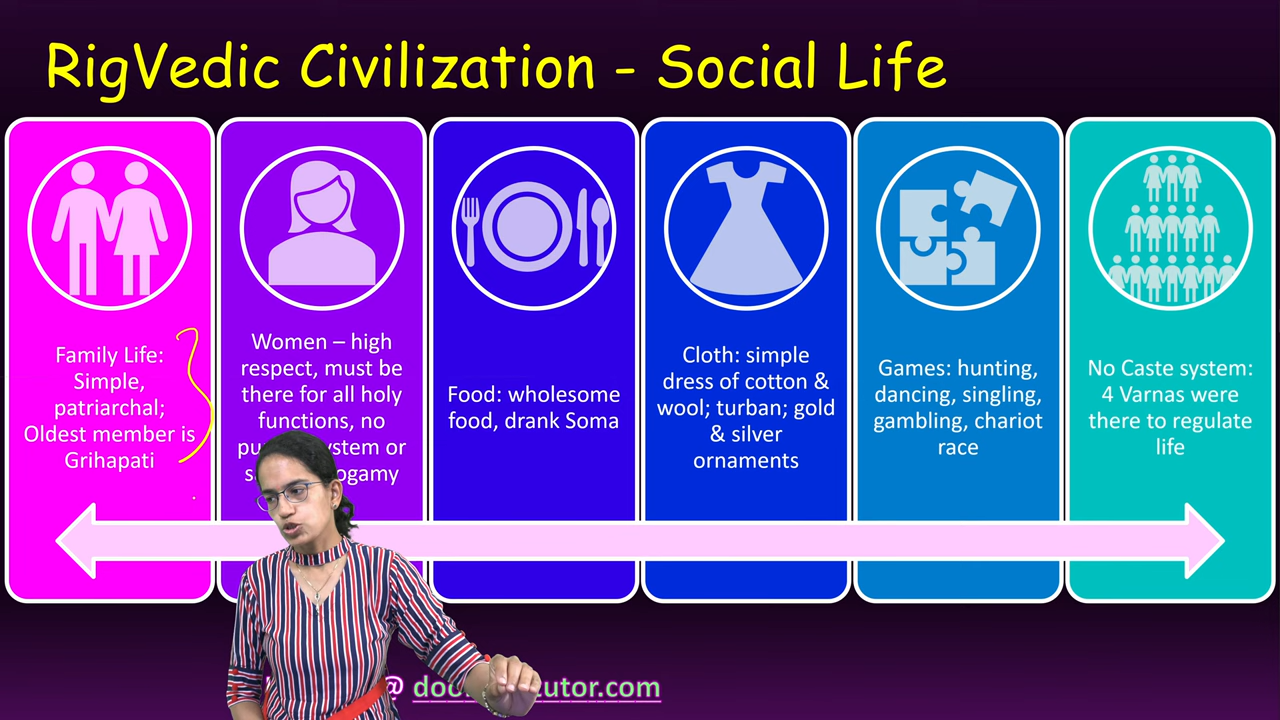 RigVedic Civilization - Social Life
Family Life:
Simple,
patriarchal;
Oldest member is
Grihapati
Women – high
respect, must be
there for all holy
functions, no
or
Food: wholesome
food, drank Soma
Cloth: simple
dress of cotton &
wool; turban; gold
& silver
ornaments
Games: hunting,
dancing, singling,
gambling, chariot
race
No Caste system:
4 Varnas were
there to regulate
life
@